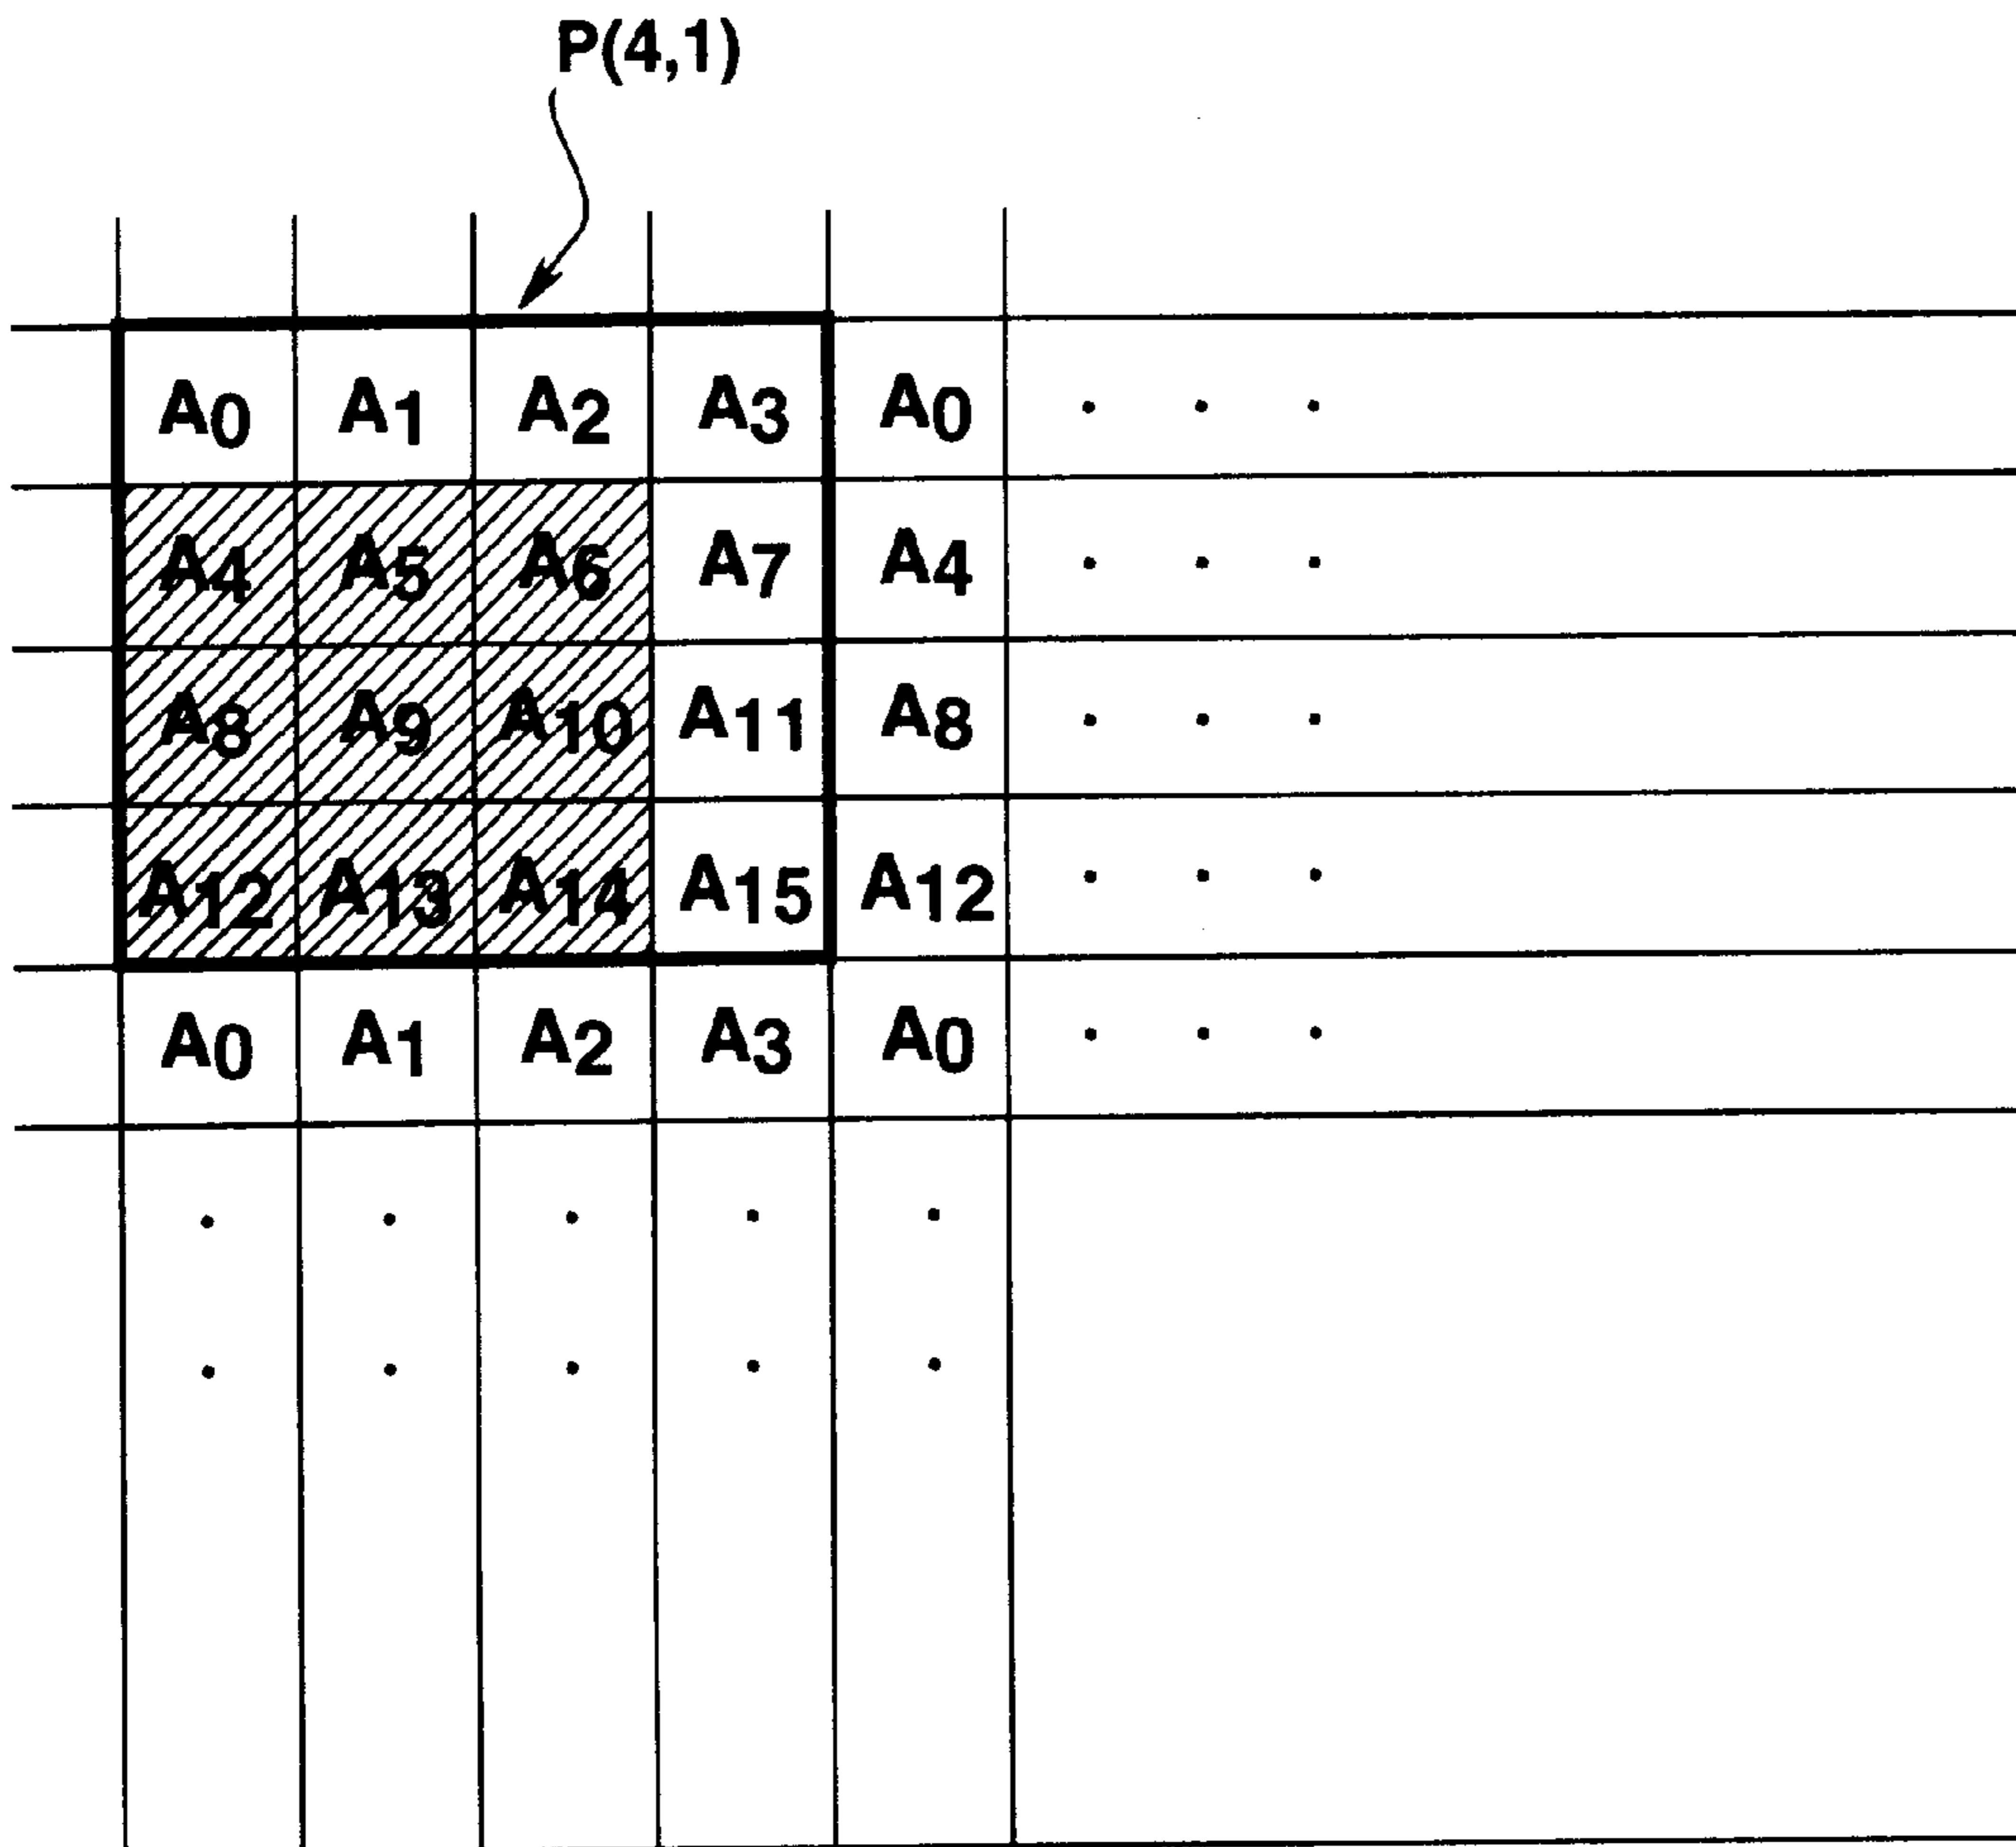 P(4,1)
A0 A1 A2 A3 A0 . . .
A4 A5 A6 A7 A4 . . .
A8 A9 A10 A11 A8 . . .
A12 A13 A14 A15 A12 . . .
A0 A1 A2 A3 A0 . . .
. . . . .
. . . . .